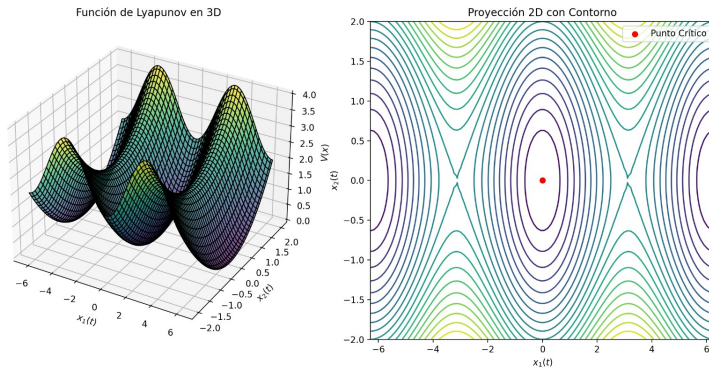 Función de Lyapunov en 3D
4.0
3.5
3.0
2.5
2.0
1.5
1.0
0.5
0.0
V(x)
2.0
1.5
1.0
0.5
0.0
−0.5
−1.0
−1.5
−2.0
x₂(t)
−6 −4 −2 0 2 4 6
x₁(t)
Proyección 2D con Contorno
Punto Crítico
2.0
1.5
1.0
0.5
0.0
−0.5
−1.0
−1.5
−2.0
x₂(t)
−6 −4 −2 0 2 4 6
x₁(t)